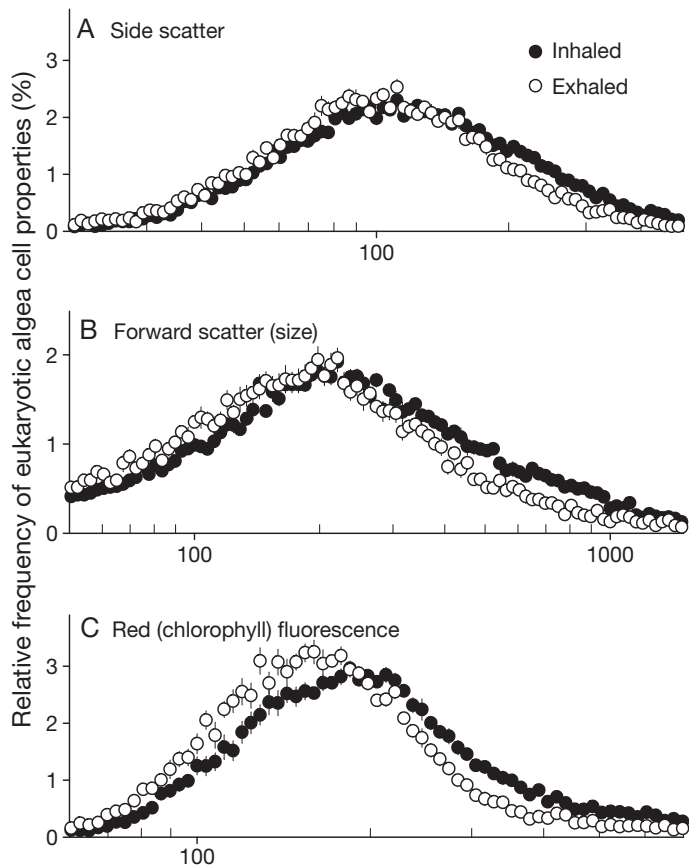 Relative frequency of eukaryotic algea cell properties (%)
A Side scatter
Inhaled
Exhaled
3
2
1
0
100
B Forward scatter (size)
2
1
0
100
1000
C Red (chlorophyll) fluorescence
3
2
1
0
100